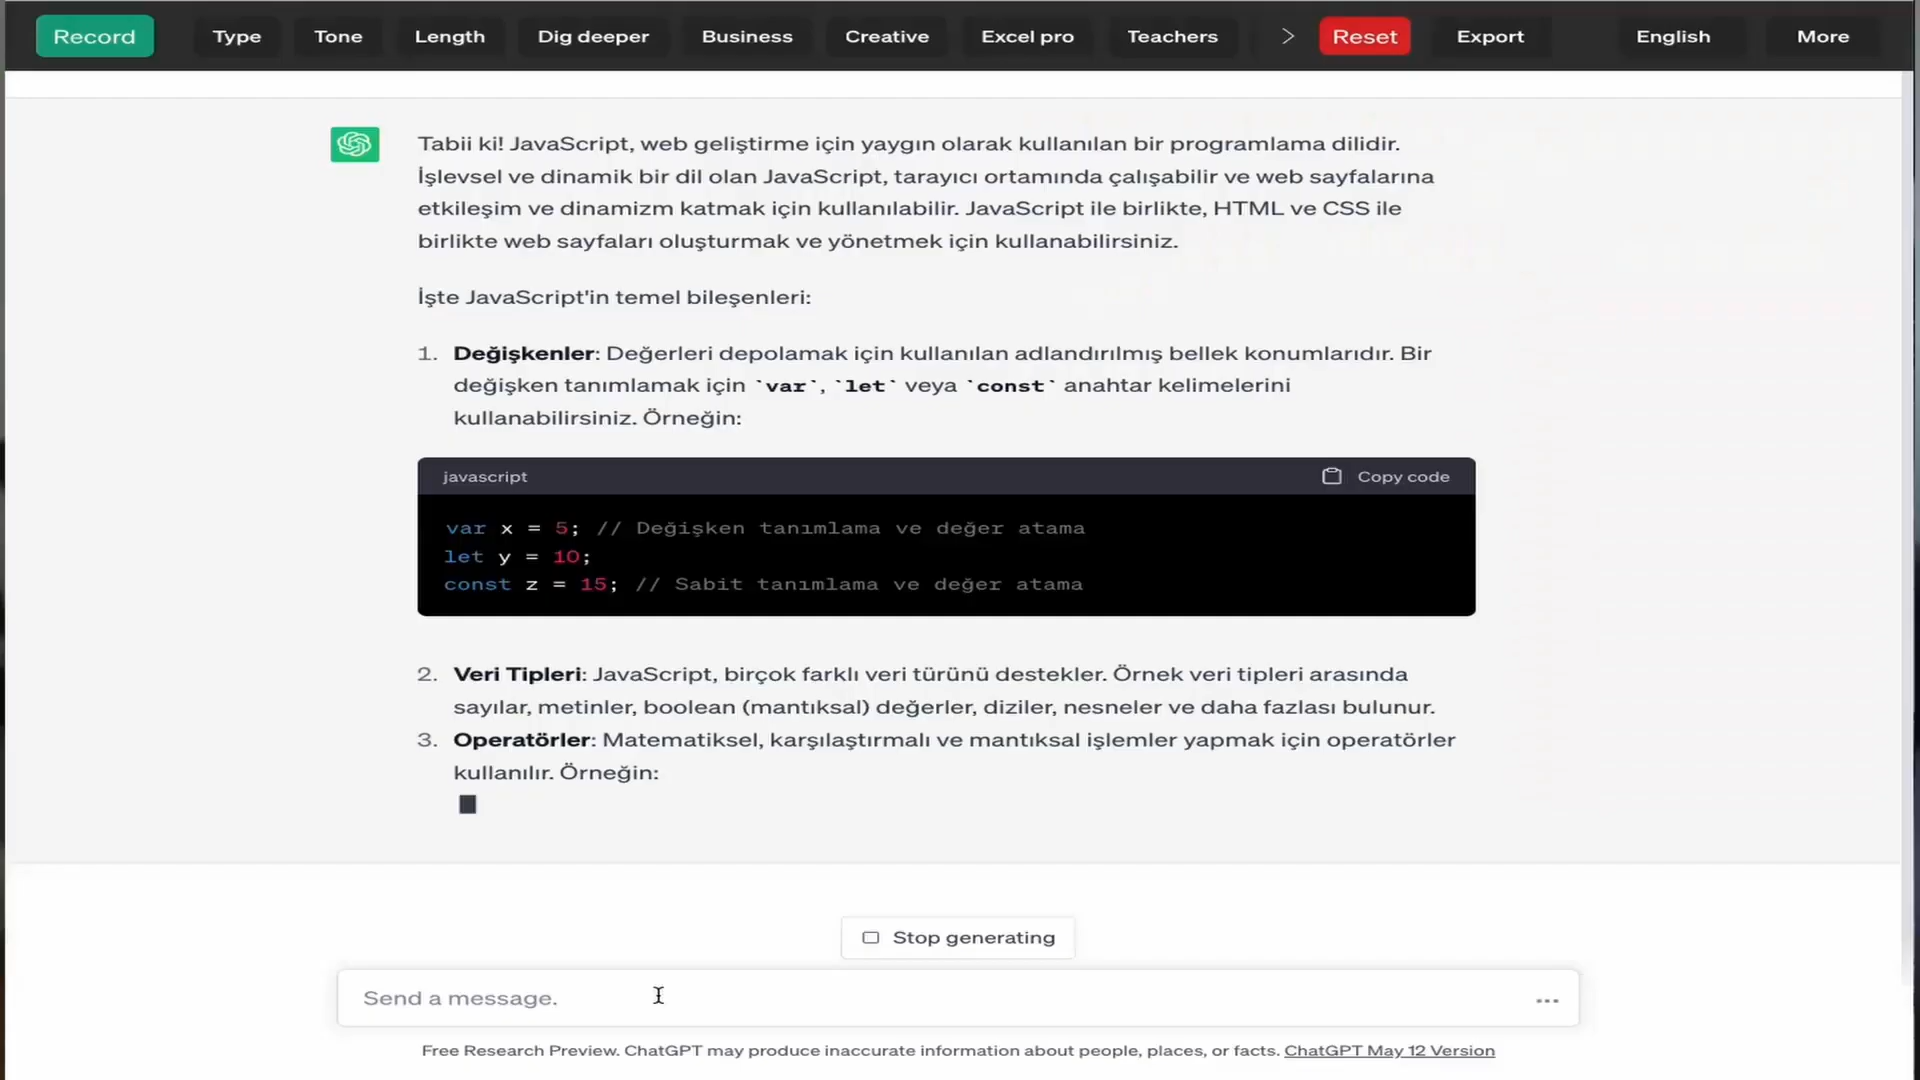 Record Type Tone Length Dig deeper Business Creative Excel pro Teachers Reset Export English More
Tabii ki! JavaScript, web geliştirme için yaygın olarak kullanılan bir programlama dilidir.
İşlevsel ve dinamik bir dil olan JavaScript, tarayıcı ortamında çalışabilir ve web sayfalarına
etkileşim ve dinamizm katmak için kullanılabilir. JavaScript ile birlikte, HTML ve CSS ile
birlikte web sayfaları oluşturmak ve yönetmek için kullanabilirsiniz.
İşte JavaScript'in temel bileşenleri:
1. Değişkenler: Değerleri depolamak için kullanılan adlandırılmış bellek konumlarıdır. Bir
değişken tanımlamak için `var`, `let` veya `const` anahtar kelimelerini
kullanabilirsiniz. Örneğin:
javascript Copy code
var x = 5; // Değişken tanımlama ve değer atama
let y = 10;
const z = 15; // Sabit tanımlama ve değer atama
2. Veri Tipleri: JavaScript, birçok farklı veri türünü destekler. Örnek veri tipleri arasında
sayılar, metinler, boolean (mantıksal) değerler, diziler, nesneler ve daha fazlası bulunur.
3. Operatörler: Matematiksel, karşılaştırmalı ve mantıksal işlemler yapmak için operatörler
kullanılır. Örneğin:
Stop generating
Send a message.
Free Research Preview. ChatGPT may produce inaccurate information about people, places, or facts. ChatGPT May 12 Version